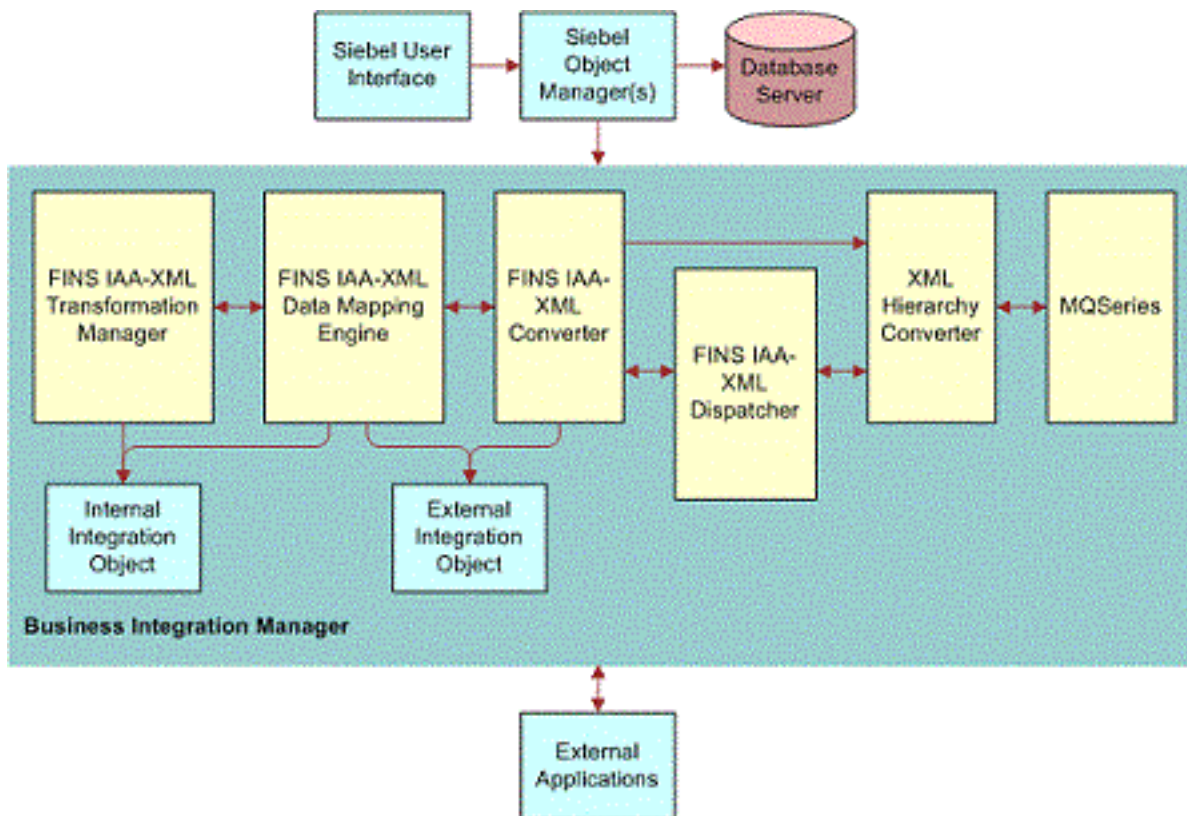 Siebel User
Interface
Siebel
Object
Manager(s)
Database
Server
FINS IAA-XML
Transformation
Manager
FINS IAA-XML
Data Mapping
Engine
FINS IAA-
XML
Converter
FINS IAA-
XML
Dispatcher
XML
Hierarchy
Converter
MQSeries
Internal
Integration
Object
External
Integration
Object
Business Integration Manager
External
Applications